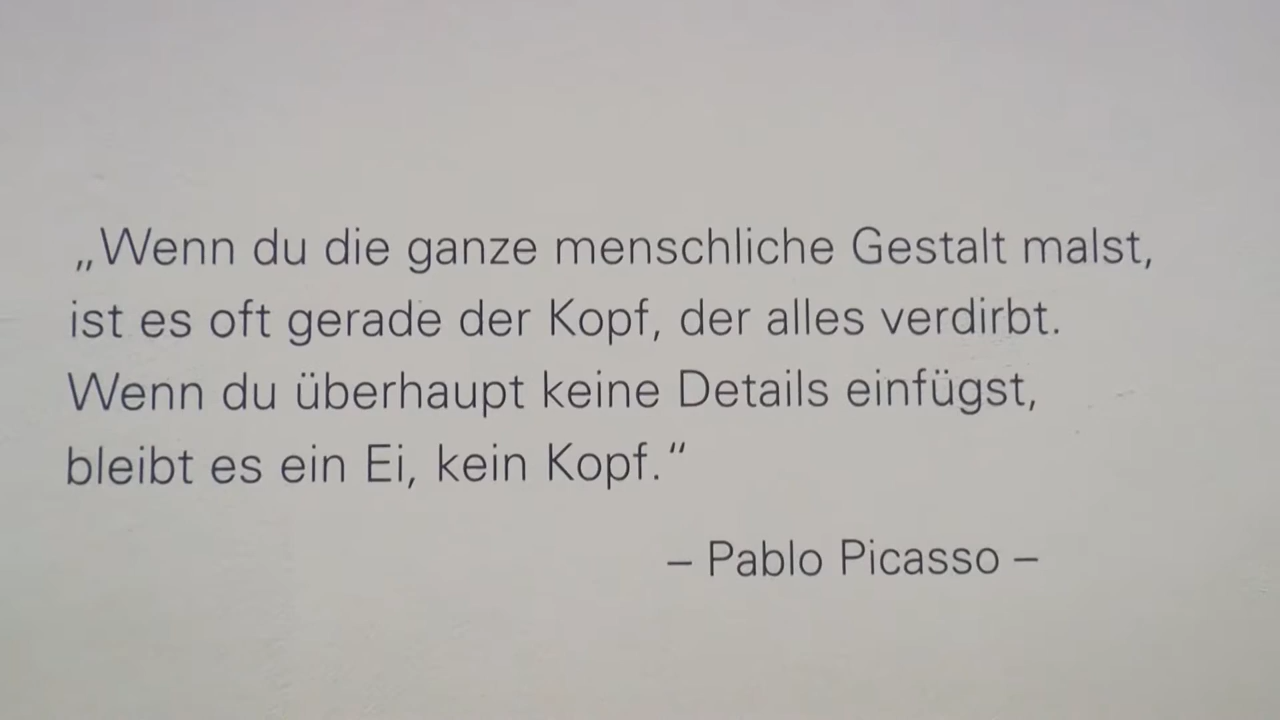 „Wenn du die ganze menschliche Gestalt malst,
ist es oft gerade der Kopf, der alles verdirbt.
Wenn du überhaupt keine Details einfügst,
bleibt es ein Ei, kein Kopf.“
– Pablo Picasso –